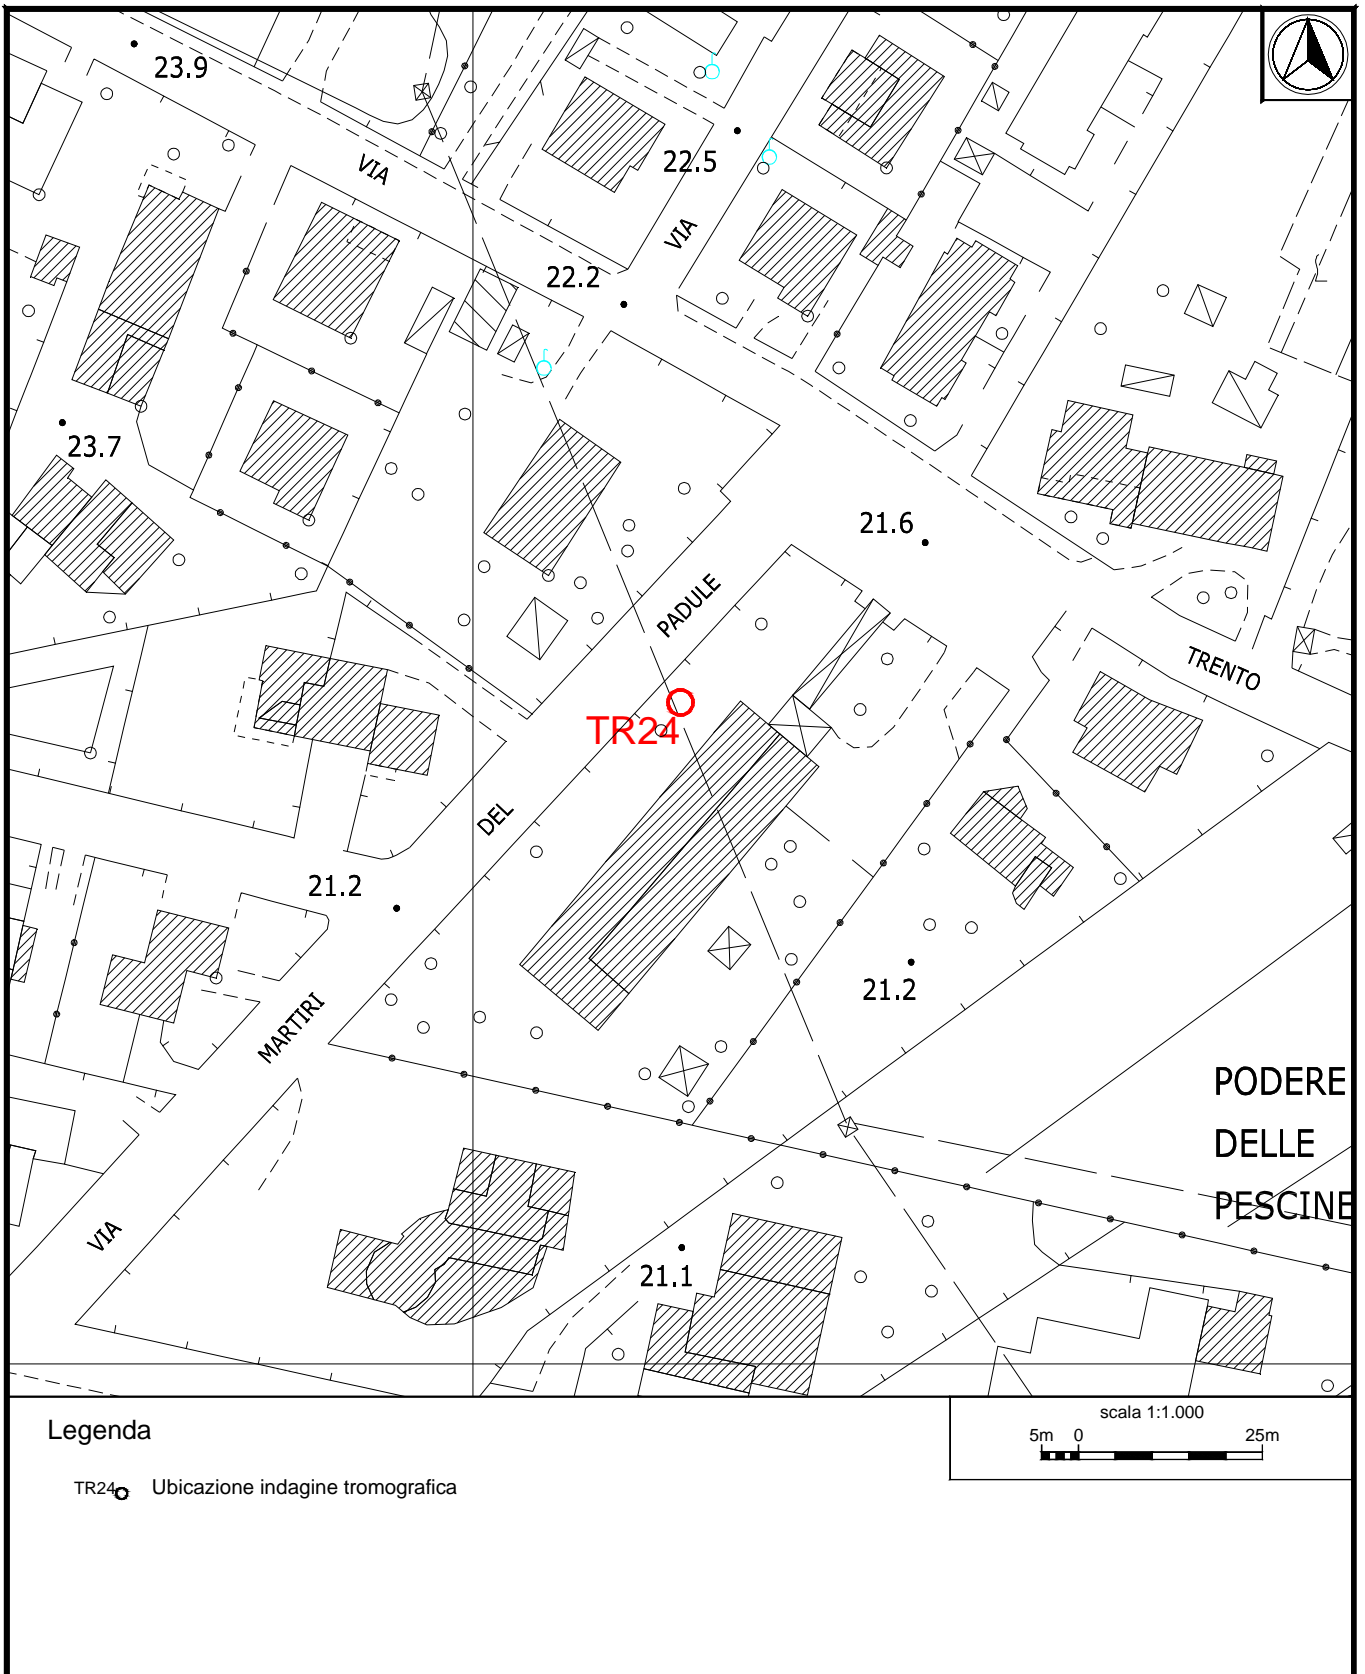 23.9
VIA
22.5
VIA
22.2
23.7
21.6
PADULE
TRENTO
TR24
DEL
21.2
21.2
MARTIRI
PODERE
DELLE
PESCINE
VIA
21.1
Legenda
TR24 Ubicazione indagine tromografica
scala 1:1.000
5m 0 25m